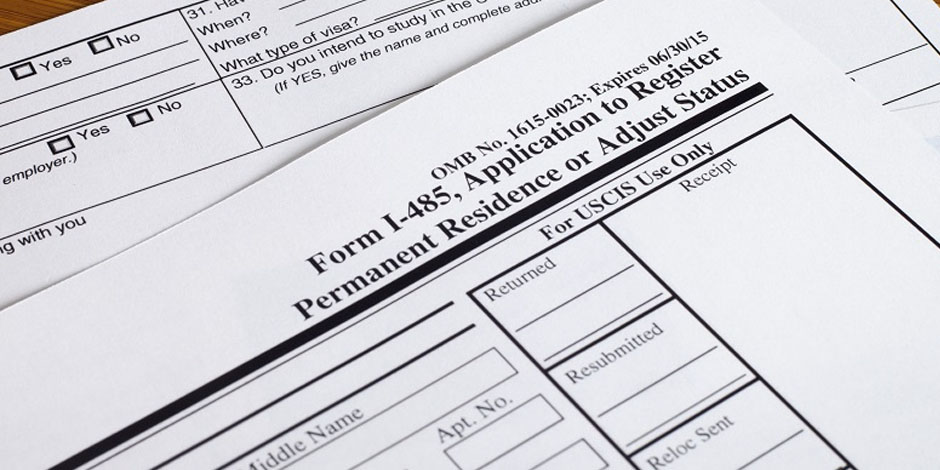 Yes
No
Yes
No
employer.)
with you
31.
When?
Where?
What type of visa?
33. Do you intend to study in the
(If YES, give the name and complete
OMB No. 1615-0023; Expires 06/30/15
Form I-485, Application to Register
Permanent Residence or Adjust Status
For USCIS Use Only
Returned
Receipt
Resubmitted
Reloc Sent
Middle Name
Apt. No.